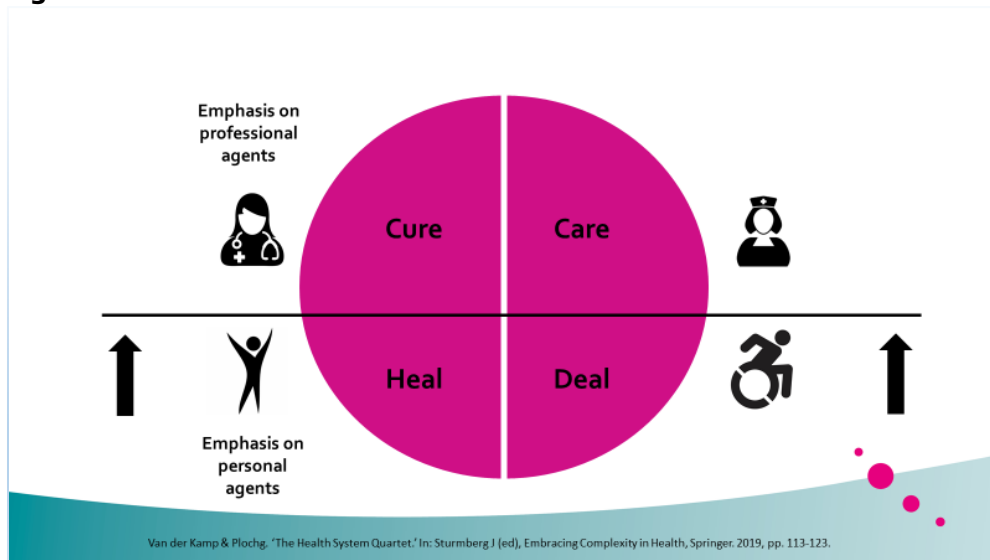 Emphasis on
professional
agents
Cure
Care
Heal
Deal
Emphasis on
personal
agents
Van der Kamp & Plochg. ‘The Health System Quartet.’ In: Sturmberg J (ed), Embracing Complexity in Health, Springer. 2019, pp. 113-123.